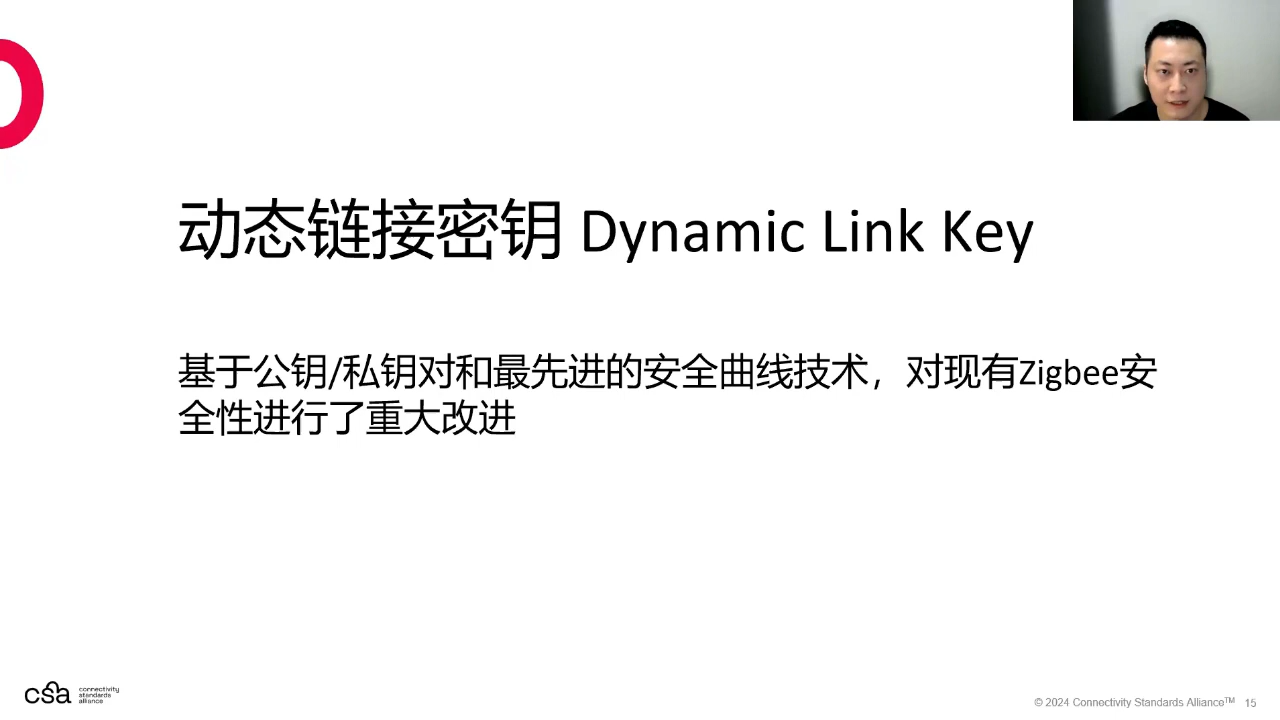 动态链接密钥 Dynamic Link Key
基于公钥/私钥对和最先进的安全曲线技术，对现有Zigbee安
全性进行了重大改进
csa connectivity
standards
alliance
© 2024 Connectivity Standards Alliance™ 15